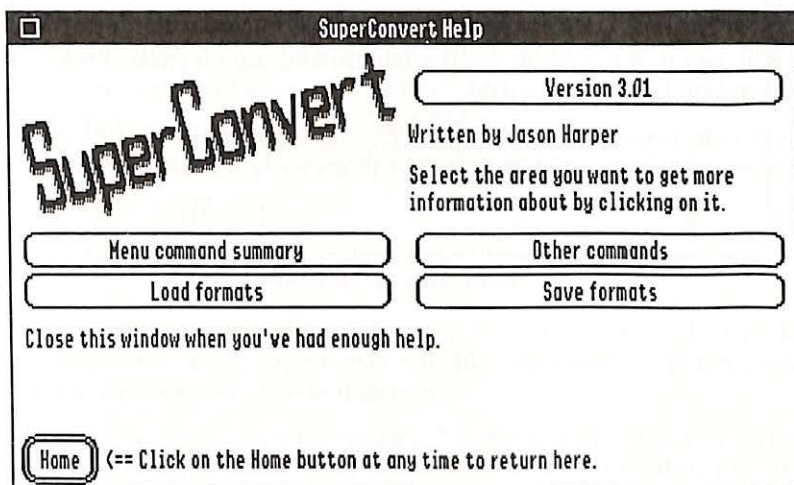 SuperConvert Help
SuperConvert
Version 3.01
Written by Jason Harper
Select the area you want to get more
information about by clicking on it.
Menu command summary
Other commands
Load formats
Save formats
Close this window when you've had enough help.
Home <== Click on the Home button at any time to return here.